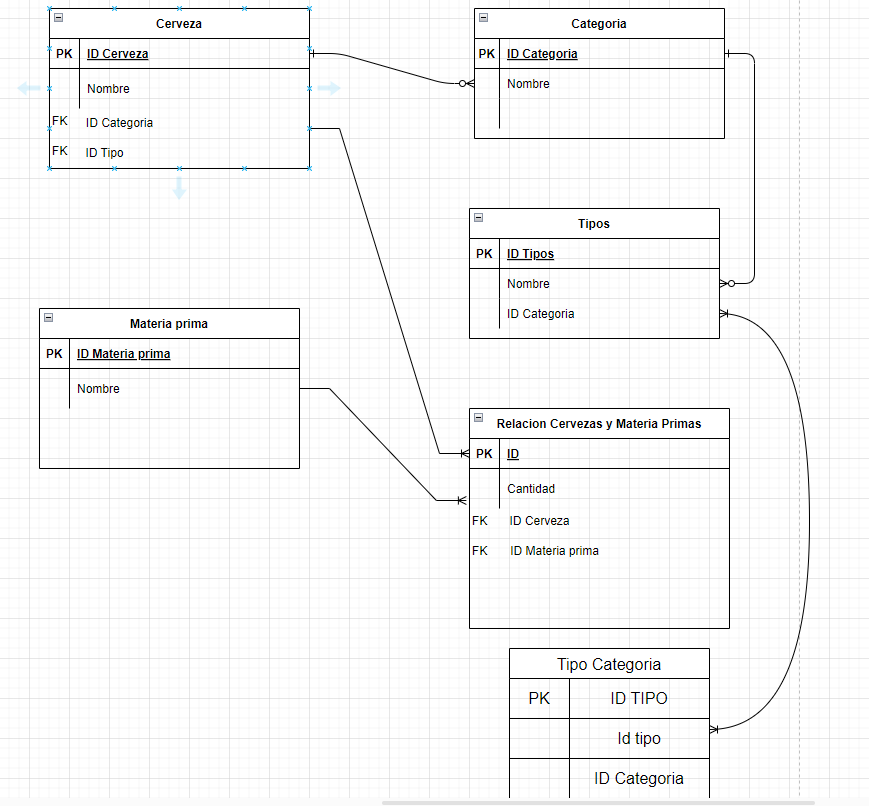 Cerveza
PK ID Cerveza
Nombre
FK ID Categoria
FK ID Tipo
Categoria
PK ID Categoria
Nombre
Tipos
PK ID Tipos
Nombre
ID Categoria
Materia prima
PK ID Materia prima
Nombre
Relacion Cervezas y Materia Primas
PK ID
Cantidad
FK ID Cerveza
FK ID Materia prima
Tipo Categoria
PK ID TIPO
Id tipo
ID Categoria